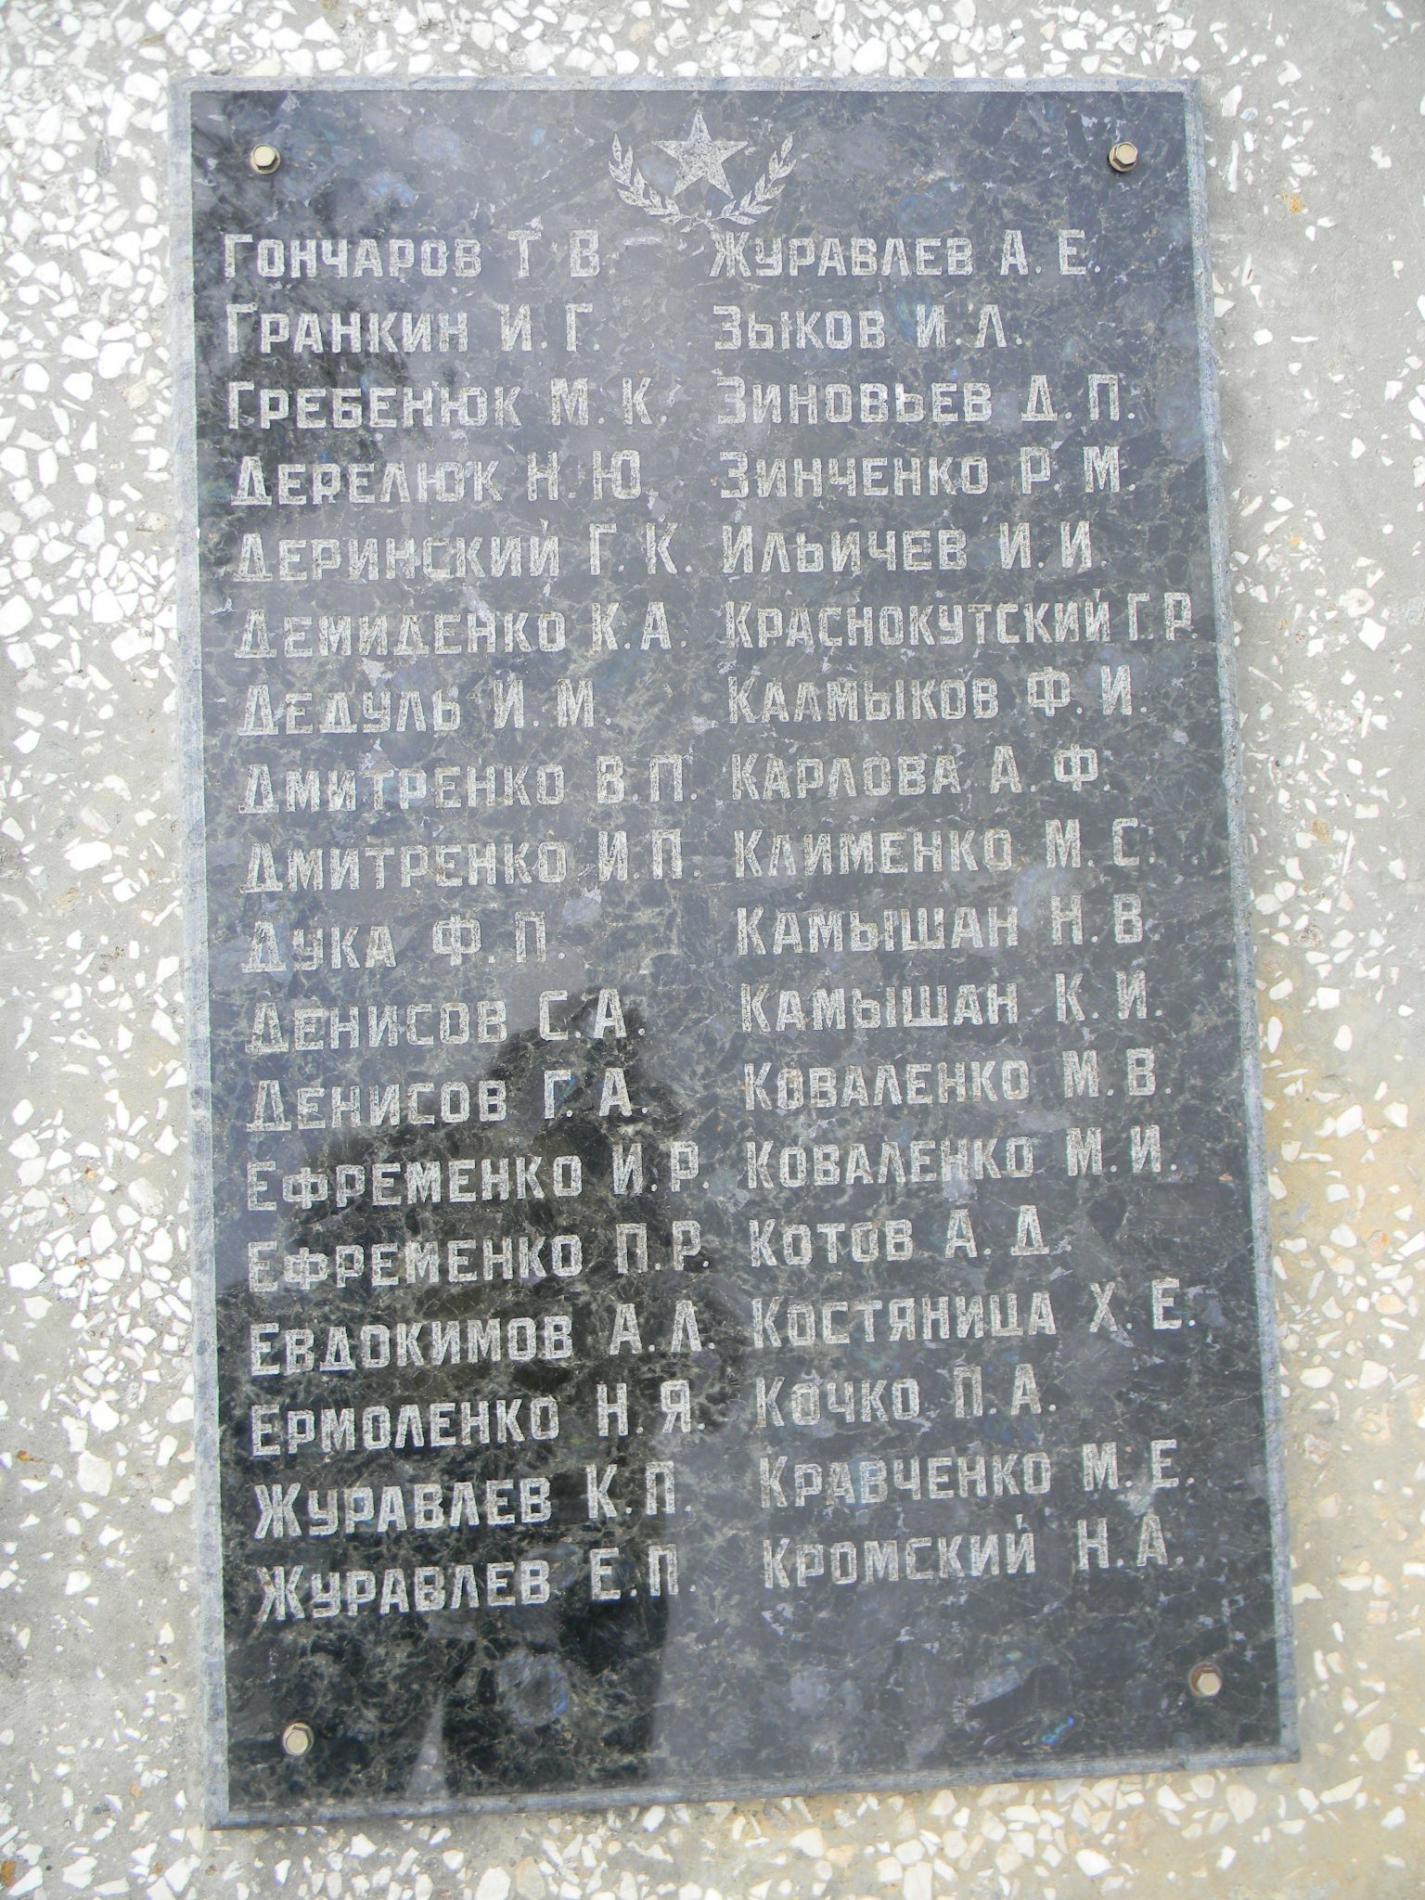 Гончаров Т В
Гранкин И. Г.
Гребенюк М. К.
Дерелюк Н. Ю.
Деринский Г. К.
Демиденко К. А.
Дедуль И. М.
Дмитренко В. П.
Дмитренко И. П.
Дука Ф. П.
Денисов С. А.
Денисов Г. А.
Ефременко И. Р.
Ефременко П. Р.
Евдокимов А. Л.
Ермоленко Н. Я.
Журавлев К. П.
Журавлев Е. П.
Журавлев А. Е.
Зыков И. Л.
Зиновьев Д. П.
Зинченко Р. М.
Ильичев И. И.
Краснокутский Г. Р.
Калмыков Ф. И.
Карлова А. Ф.
Клименко М. С.
Камышан Н. В.
Камышан К. И.
Коваленко М. В.
Коваленко М. И.
Котов А. Д.
Костяница Х. Е.
Кочко П. А.
Кравченко М. Е.
Кромский Н. А.